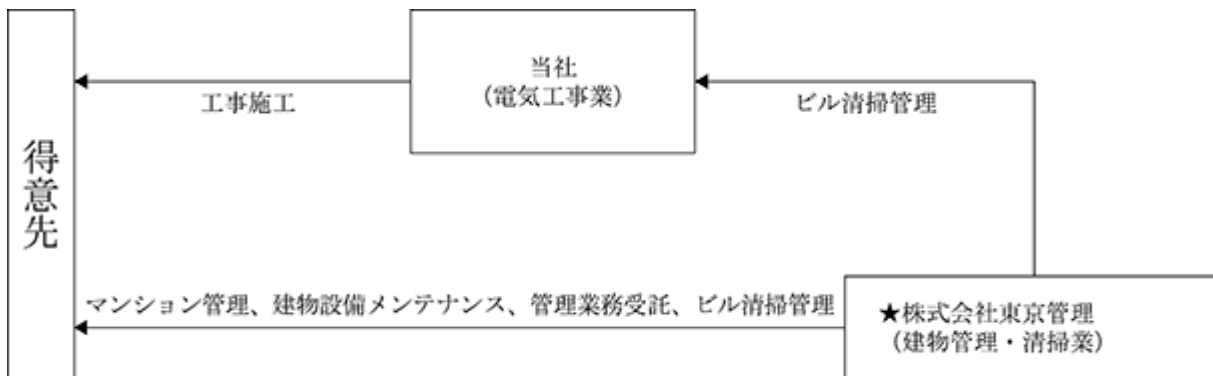 当社
(電気工事業)
工事施工
ビル清掃管理
得意先
マンション管理、建物設備メンテナンス、管理業務受託、ビル清掃管理
★株式会社東京管理
(建物管理・清掃業)